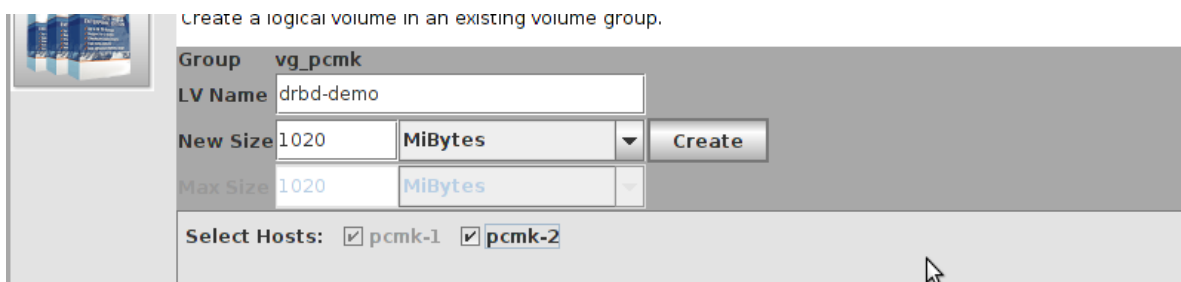 Create a logical volume in an existing volume group.
Group vg_pcmk
LV Name drbd-demo
New Size 1020 MiBytes Create
Max Size 1020 MiBytes
Select Hosts: pcmk-1 pcmk-2